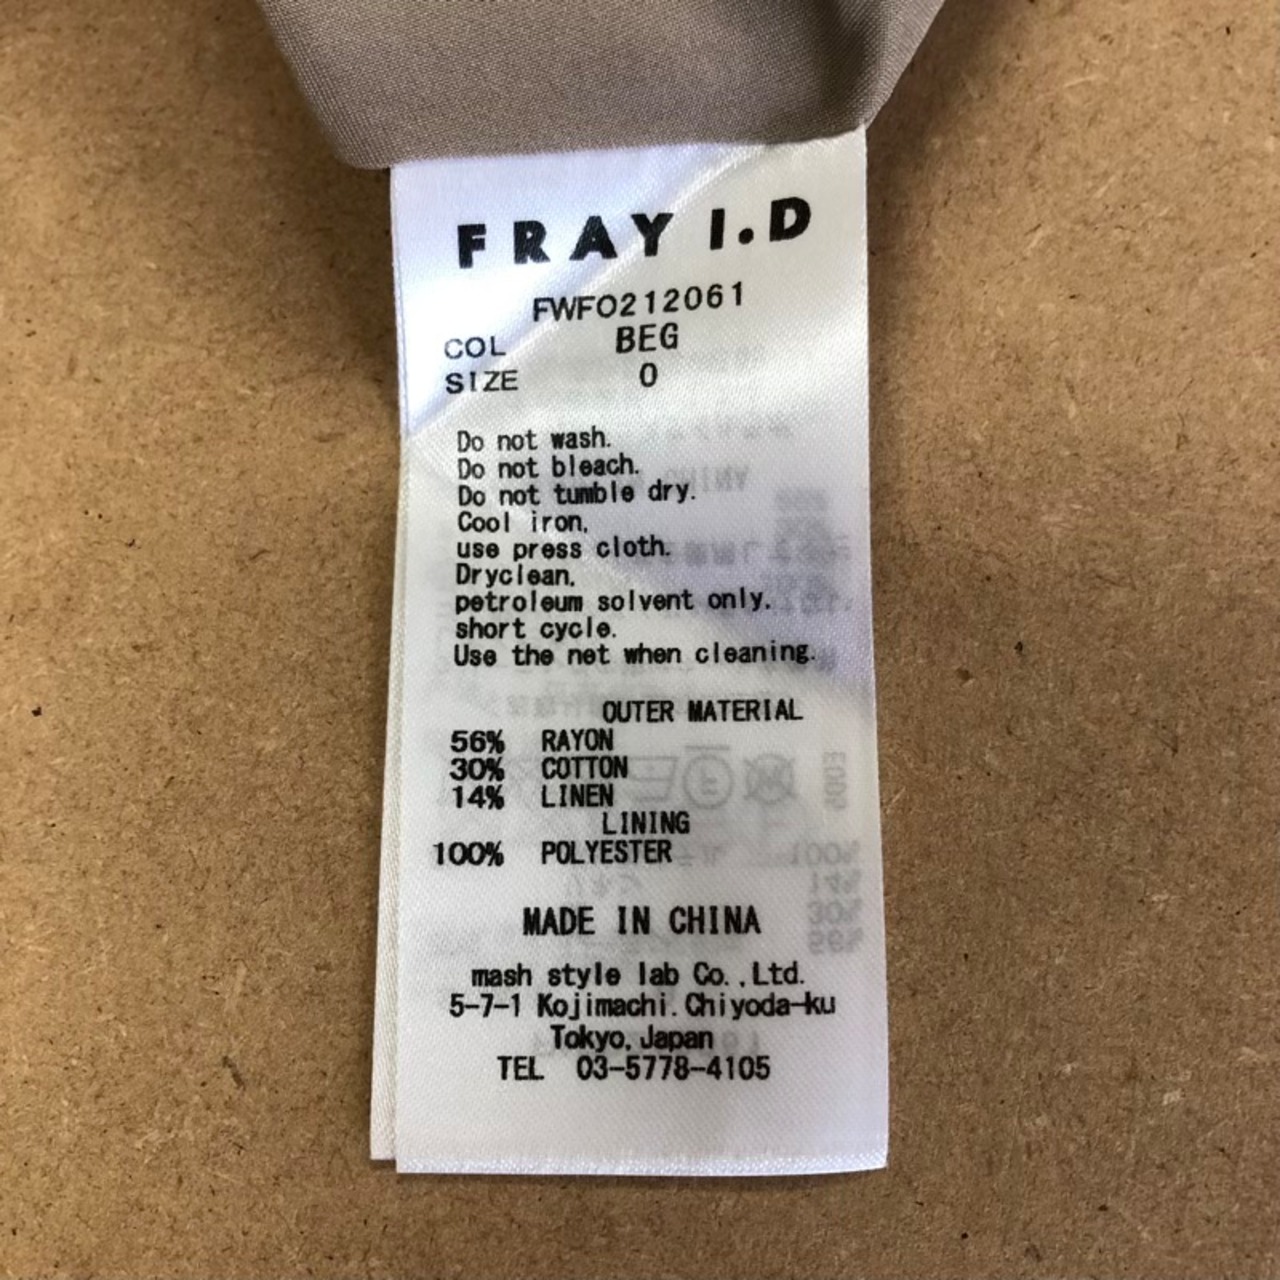 FRAY I.D
FWFO212061
COL BEG
SIZE 0
Do not wash.
Do not bleach.
Do not tumble dry.
Cool iron.
use press cloth.
Dryclean.
petroleum solvent only.
short cycle.
Use the net when cleaning.
OUTER MATERIAL
56% RAYON
30% COTTON
14% LINEN
LINING
100% POLYESTER
MADE IN CHINA
mash style lab Co.,Ltd.
5-7-1 Kojimachi.Chiyoda-ku
Tokyo,Japan
TEL 03-5778-4105